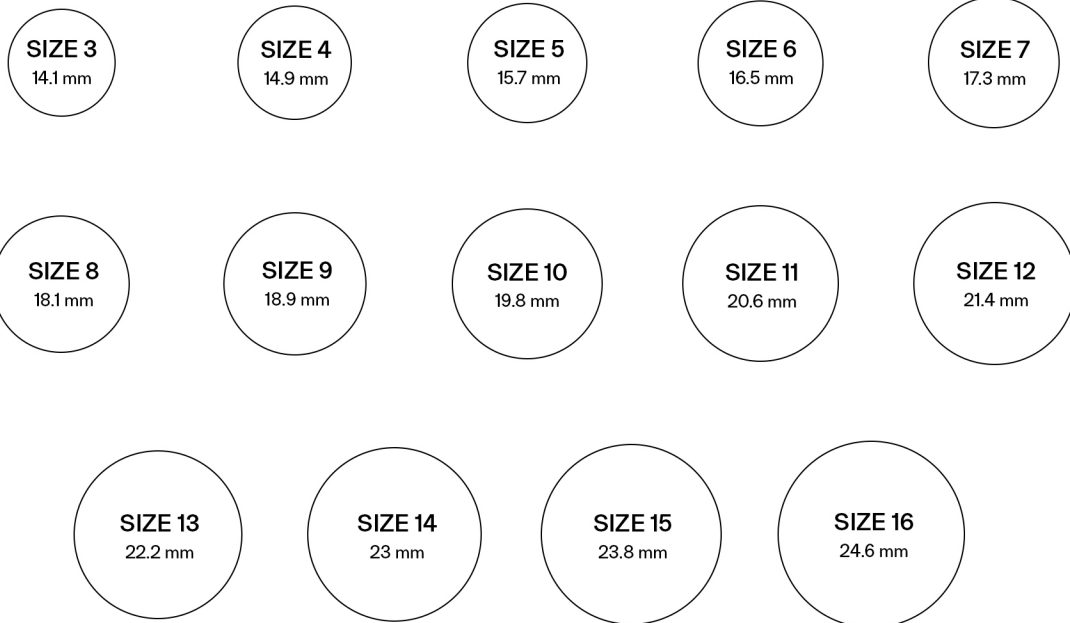 SIZE 3
14.1 mm
SIZE 4
14.9 mm
SIZE 5
15.7 mm
SIZE 6
16.5 mm
SIZE 7
17.3 mm
SIZE 8
18.1 mm
SIZE 9
18.9 mm
SIZE 10
19.8 mm
SIZE 11
20.6 mm
SIZE 12
21.4 mm
SIZE 13
22.2 mm
SIZE 14
23 mm
SIZE 15
23.8 mm
SIZE 16
24.6 mm